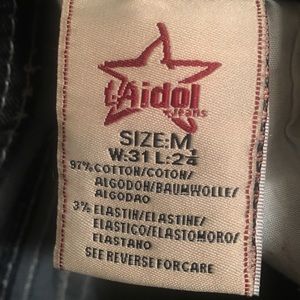 t.Aidol
Jeans
SIZE:M
W:31 L:24
97% COTTON/COTON/
ALGODON/BAUMWOLLE/
ALGODAO
3% ELASTIN/ELASTINE/
ELASTICO/ELASTOMORO/
ELASTANO
SEE REVERSE FOR CARE